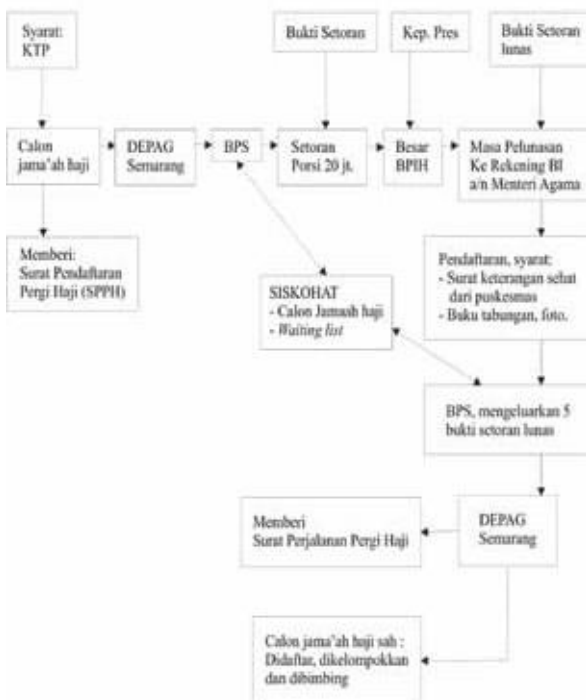 Syarat:
KTP
Bukti Setoran
Kep. Pres
Bukti Setoran
lunas
Calon
jama'ah haji
DEPAG
Semarang
BPS
Setoran
Porsi 20 jt.
Besar
BPIH
Masa Pelunasan
Ke Rekening BI
a/n Menteri Agama
Memberi:
Surat Pendaftaran
Pergi Haji (SPPH)
SISKOHAT
- Calon Jamaah haji
- Waiting list
Pendaftaran, syarat;
- Surat keterangan sehat
dari puskesmas
- Buku tabungan, foto.
BPS, mengeluarkan 5
bukti setoran lunas
Memberi
Surat Perjalanan Pergi Haji
DEPAG
Semarang
Calon jama'ah haji sah :
Didaftar, dikelompokkan
dan dibimbing